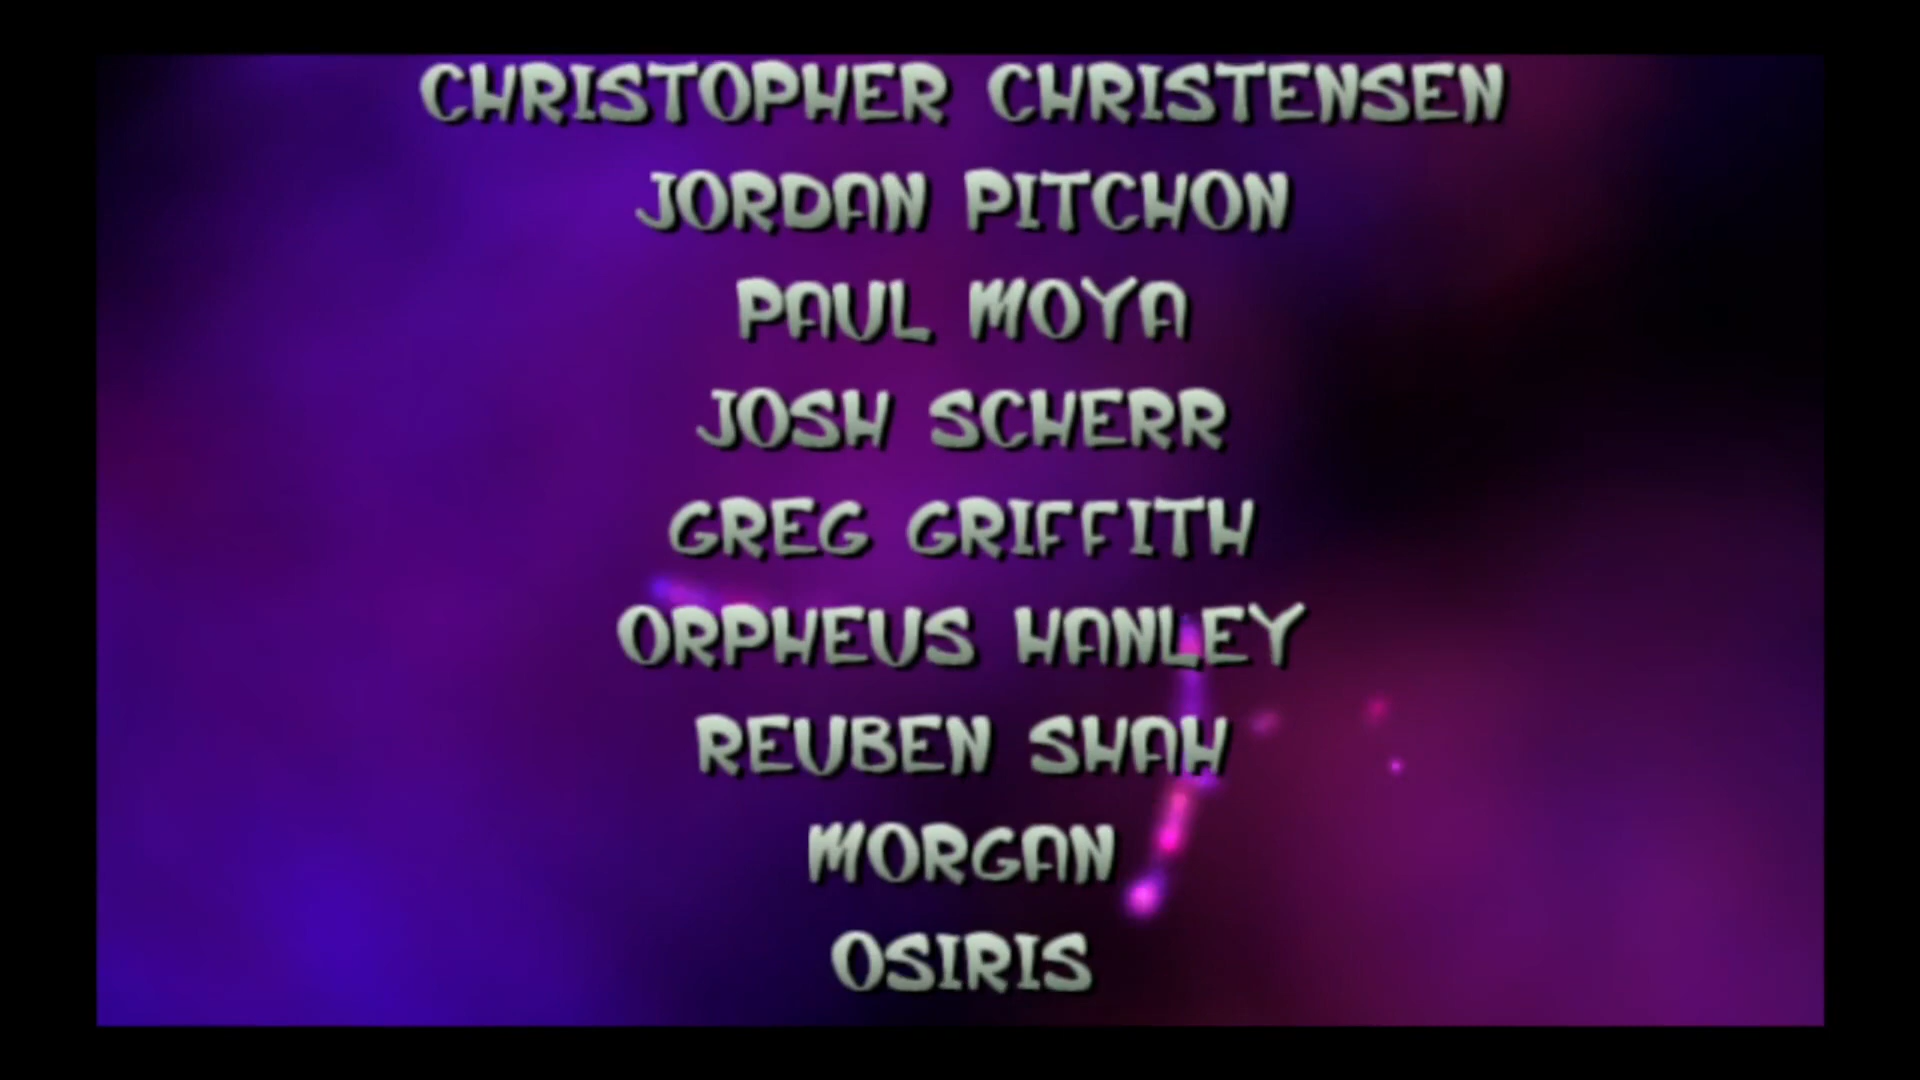 CHRISTOPHER CHRISTENSEN
JORDAN PITCHON
PAUL MOYA
JOSH SCHERR
GREG GRIFFITH
ORPHEUS HANLEY
REUBEN SHAH
MORGAN
OSIRIS